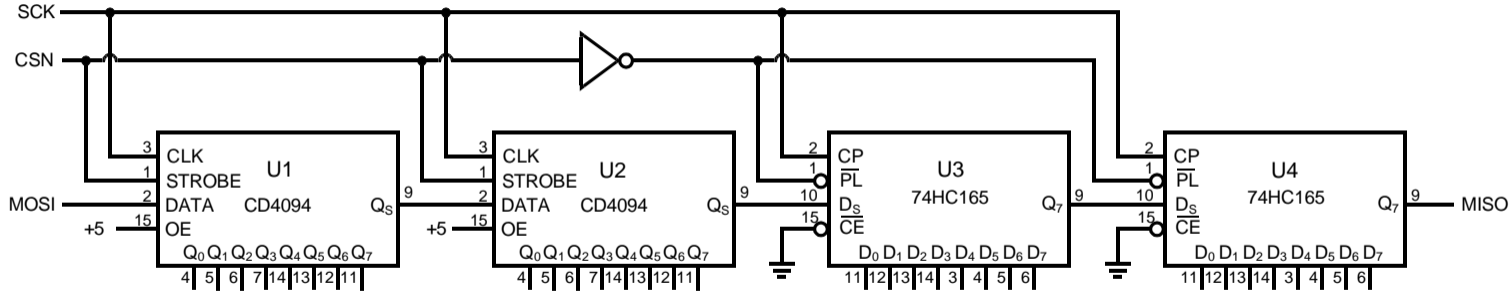 SCK
CSN
3 CLK U1
1 STROBE
MOSI 2 DATA CD4094 Qs 9
+5 15 OE
Q0 Q1 Q2 Q3 Q4 Q5 Q6 Q7
4 5 6 7 14 13 12 11
3 CLK U2
1 STROBE
2 DATA CD4094 Qs 9
+5 15 OE
Q0 Q1 Q2 Q3 Q4 Q5 Q6 Q7
4 5 6 7 14 13 12 11
2 CP U3
1 PL
10 Ds 74HC165 Q7 9
15 CE
D0 D1 D2 D3 D4 D5 D6 D7
11 12 13 14 3 4 5 6
2 CP U4
1 PL
10 Ds 74HC165 Q7 9 MISO
15 CE
D0 D1 D2 D3 D4 D5 D6 D7
11 12 13 14 3 4 5 6